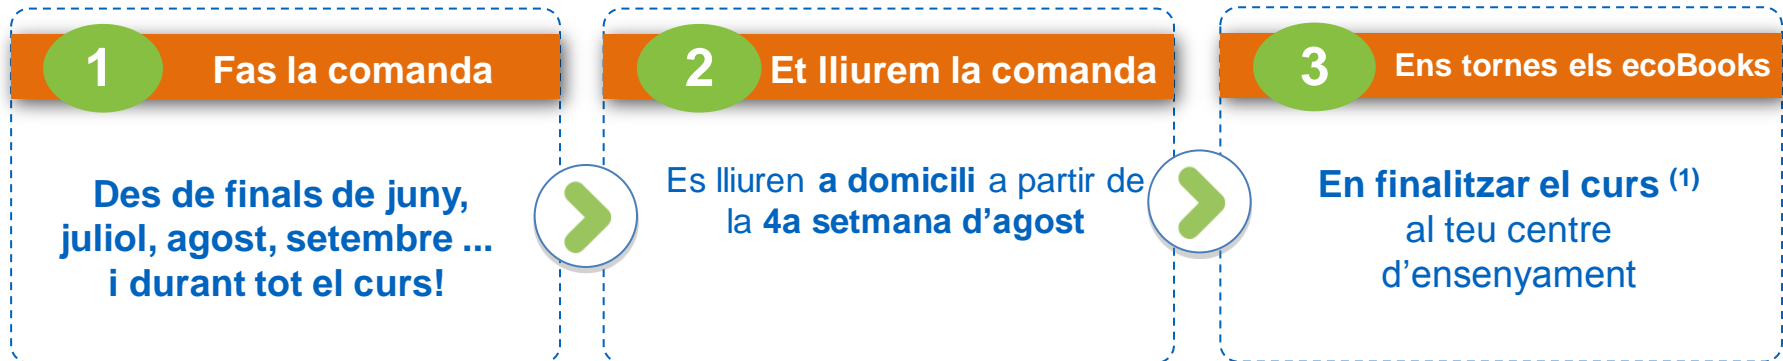 1 Fas la comanda
Des de finals de juny,
juliol, agost, setembre ...
i durant tot el curs!
2 Et lliurem la comanda
Es lliuren a domicili a partir de
la 4a setmana d’agost
3 Ens tornes els ecoBooks
En finalitzar el curs (1)
al teu centre
d’ensenyament